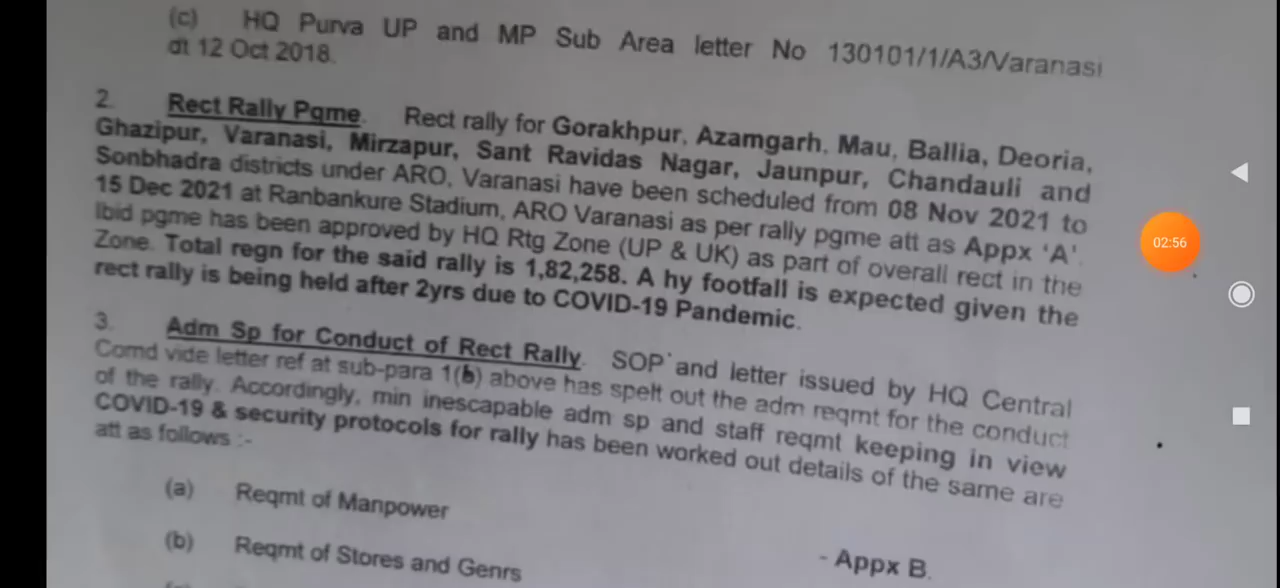 (c) HQ Purva UP and MP Sub Area letter No 130101/1/A3/Varanasi
dt 12 Oct 2018.
2. Rect Rally Pgme. Rect rally for Gorakhpur, Azamgarh, Mau, Ballia, Deoria,
Ghazipur, Varanasi, Mirzapur, Sant Ravidas Nagar, Jaunpur, Chandauli and
Sonbhadra districts under ARO, Varanasi have been scheduled from 08 Nov 2021 to
15 Dec 2021 at Ranbankure Stadium, ARO Varanasi as per rally pgme att as Appx 'A'.
Ibid pgme has been approved by HQ Rtg Zone (UP & UK) as part of overall rect in the
Zone. Total regn for the said rally is 1,82,258. A hy footfall is expected given the
rect rally is being held after 2yrs due to COVID-19 Pandemic.
3. Adm Sp for Conduct of Rect Rally. SOP and letter issued by HQ Central
Comd vide letter ref at sub-para 1(b) above has spelt out the adm reqmt for the conduct
of the rally. Accordingly, min inescapable adm sp and staff reqmt keeping in view
COVID-19 & security protocols for rally has been worked out details of the same are
att as follows :-
(a) Reqmt of Manpower
- Appx B.
(b) Reqmt of Stores and Genrs
02:56